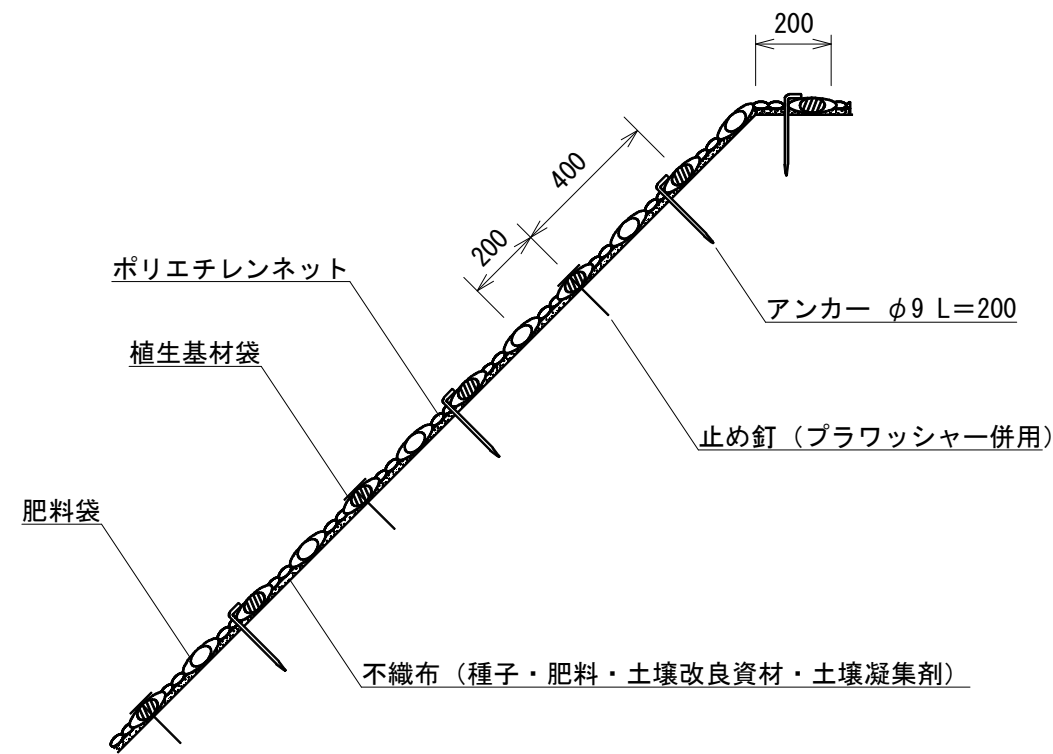 200
400
200
ポリエチレンネット
アンカー φ9 L=200
植生基材袋
止め釘（プラワッシャー併用）
肥料袋
不織布（種子・肥料・土壌改良資材・土壌凝集剤）